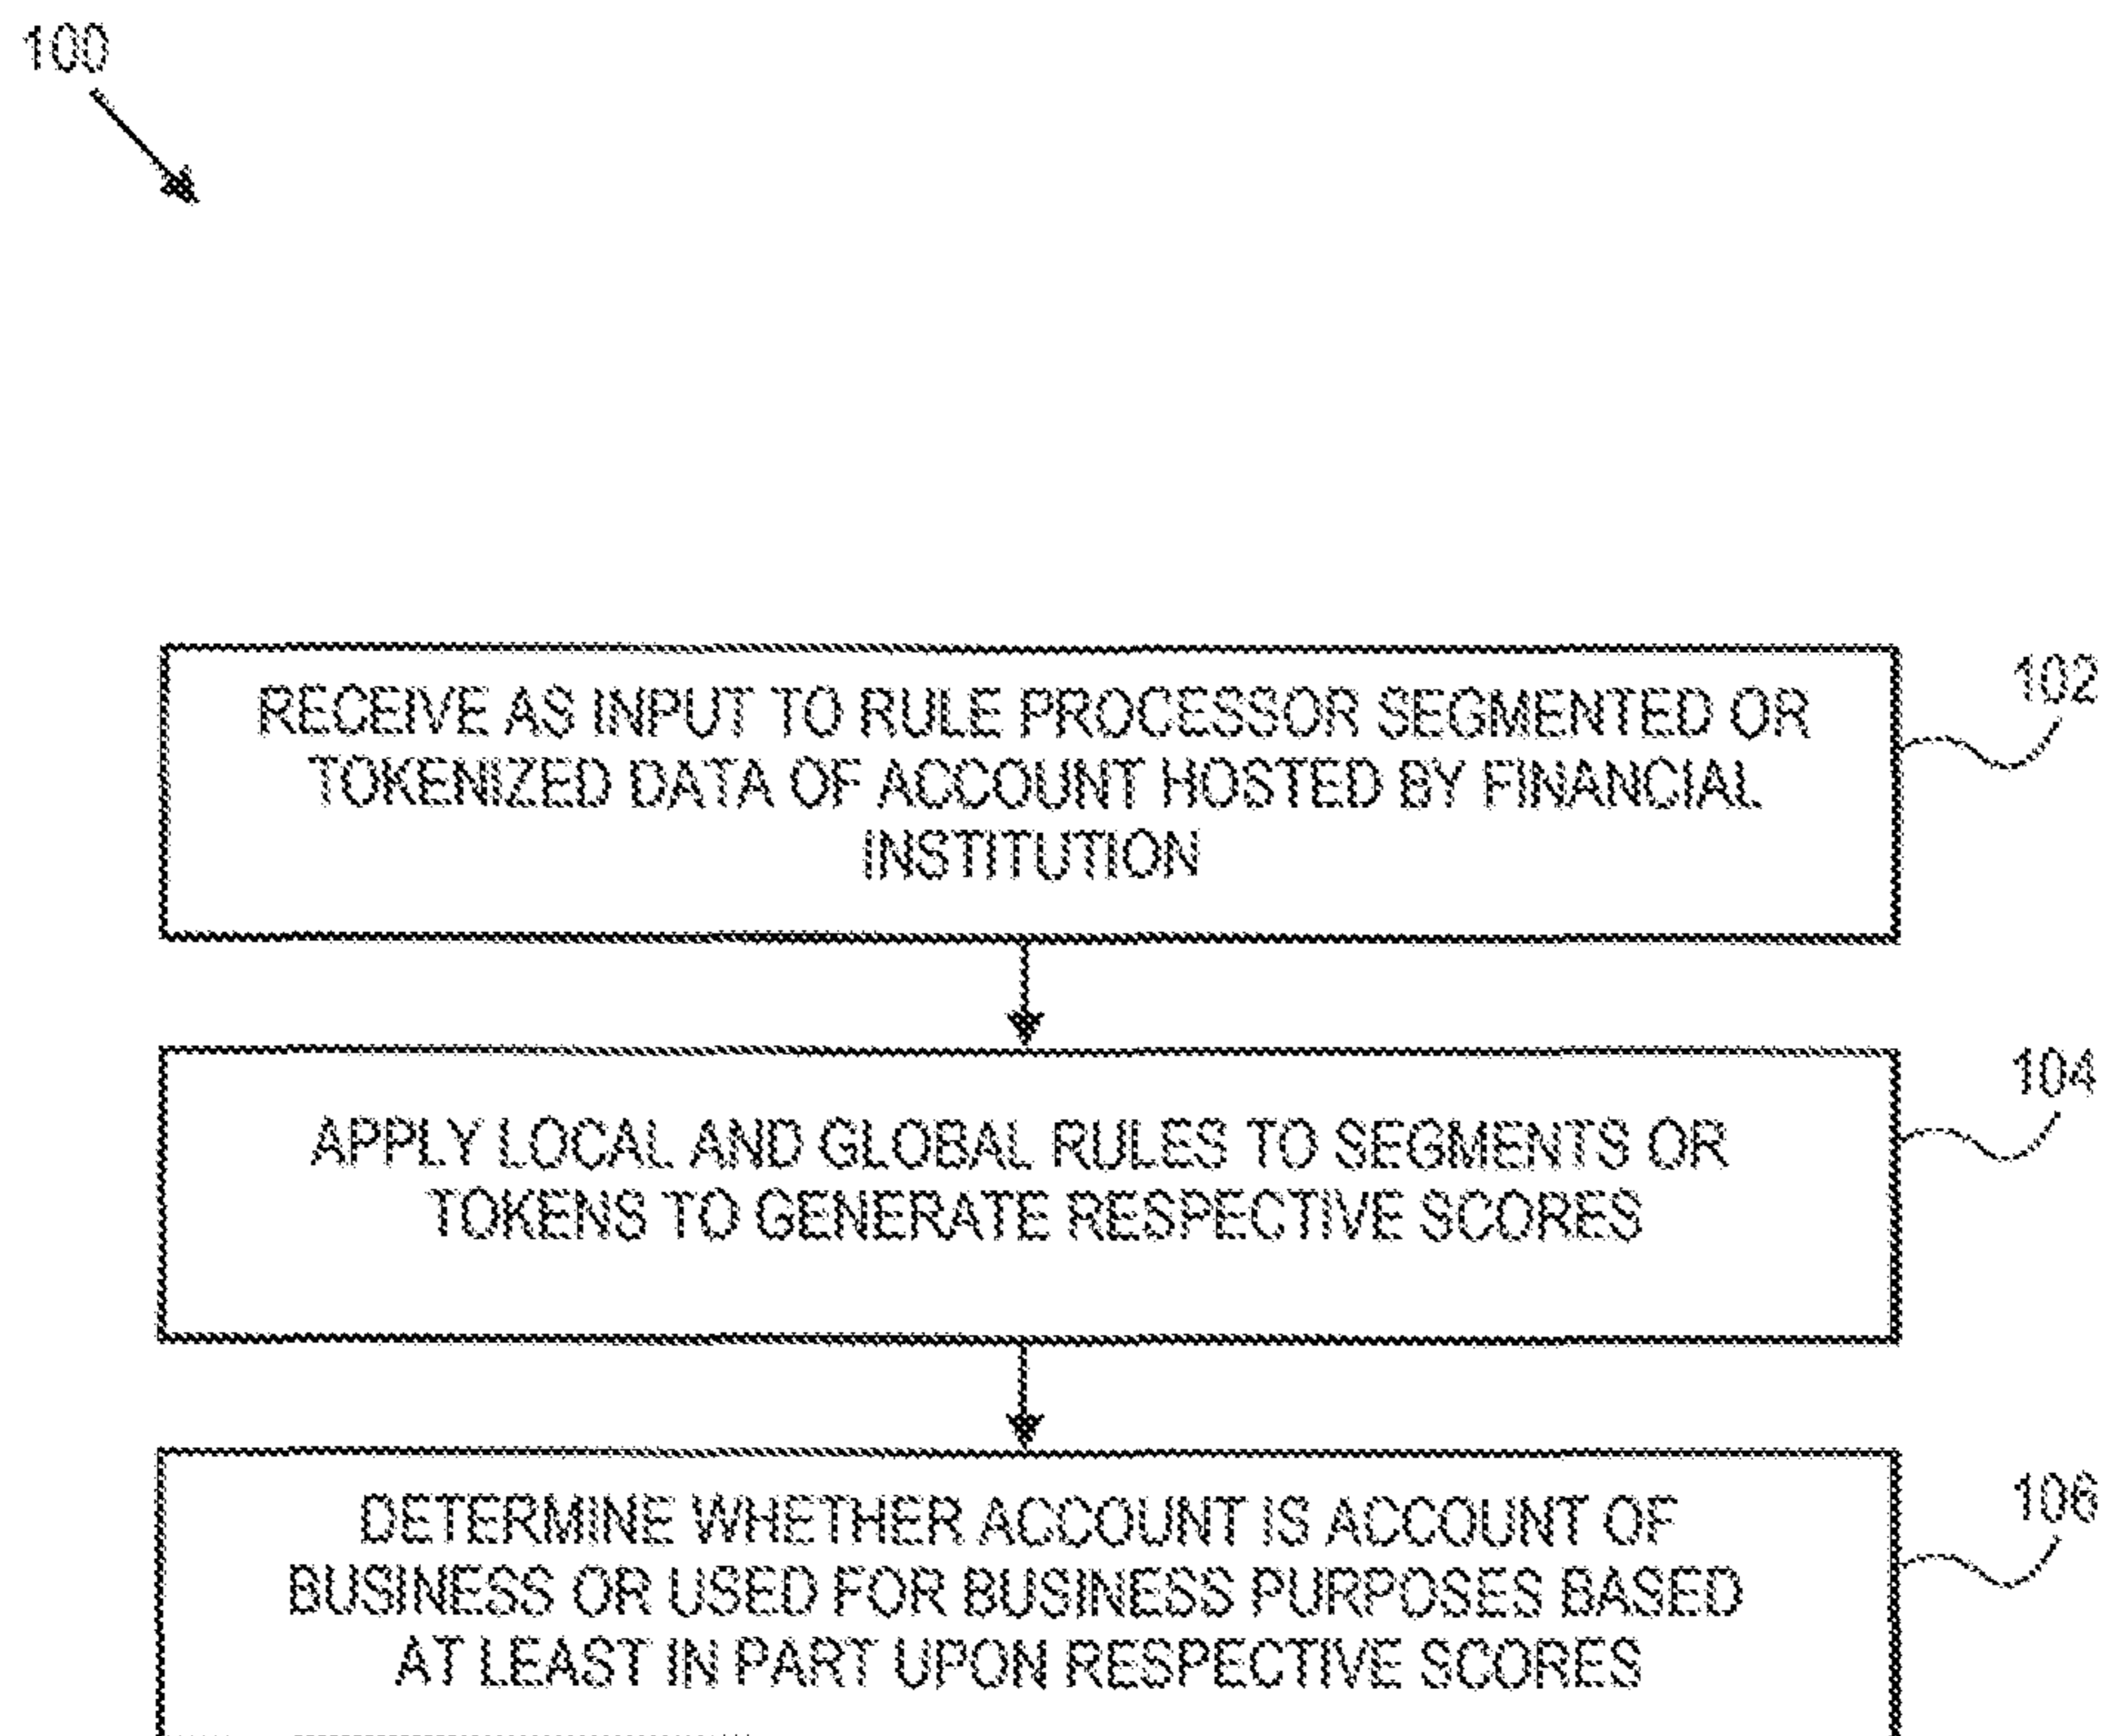 100
RECEIVE AS INPUT TO RULE PROCESSOR SEGMENTED OR
TOKENIZED DATA OF ACCOUNT HOSTED BY FINANCIAL
INSTITUTION
102
APPLY LOCAL AND GLOBAL RULES TO SEGMENTS OR
TOKENS TO GENERATE RESPECTIVE SCORES
104
DETERMINE WHETHER ACCOUNT IS ACCOUNT OF
BUSINESS OR USED FOR BUSINESS PURPOSES BASED
AT LEAST IN PART UPON RESPECTIVE SCORES
106